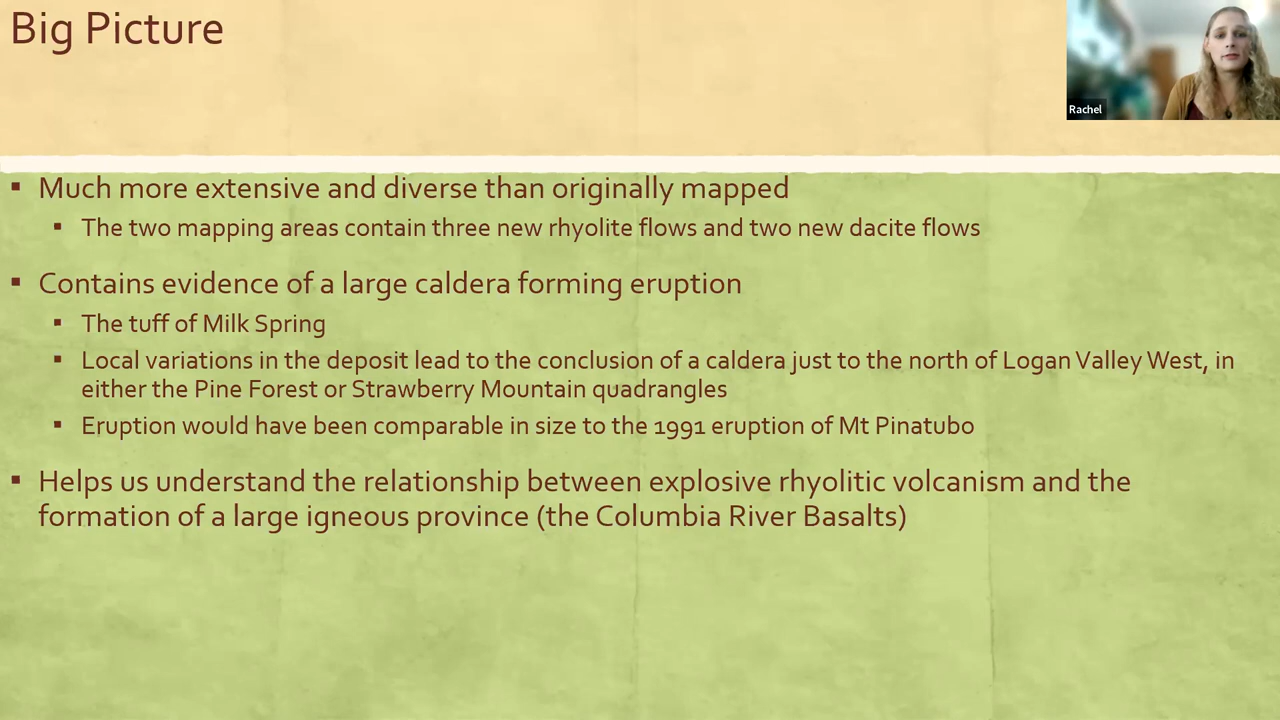 Big Picture
Rachel
▪ Much more extensive and diverse than originally mapped
▪ The two mapping areas contain three new rhyolite flows and two new dacite flows
▪ Contains evidence of a large caldera forming eruption
▪ The tuff of Milk Spring
▪ Local variations in the deposit lead to the conclusion of a caldera just to the north of Logan Valley West, in
either the Pine Forest or Strawberry Mountain quadrangles
▪ Eruption would have been comparable in size to the 1991 eruption of Mt Pinatubo
▪ Helps us understand the relationship between explosive rhyolitic volcanism and the
formation of a large igneous province (the Columbia River Basalts)